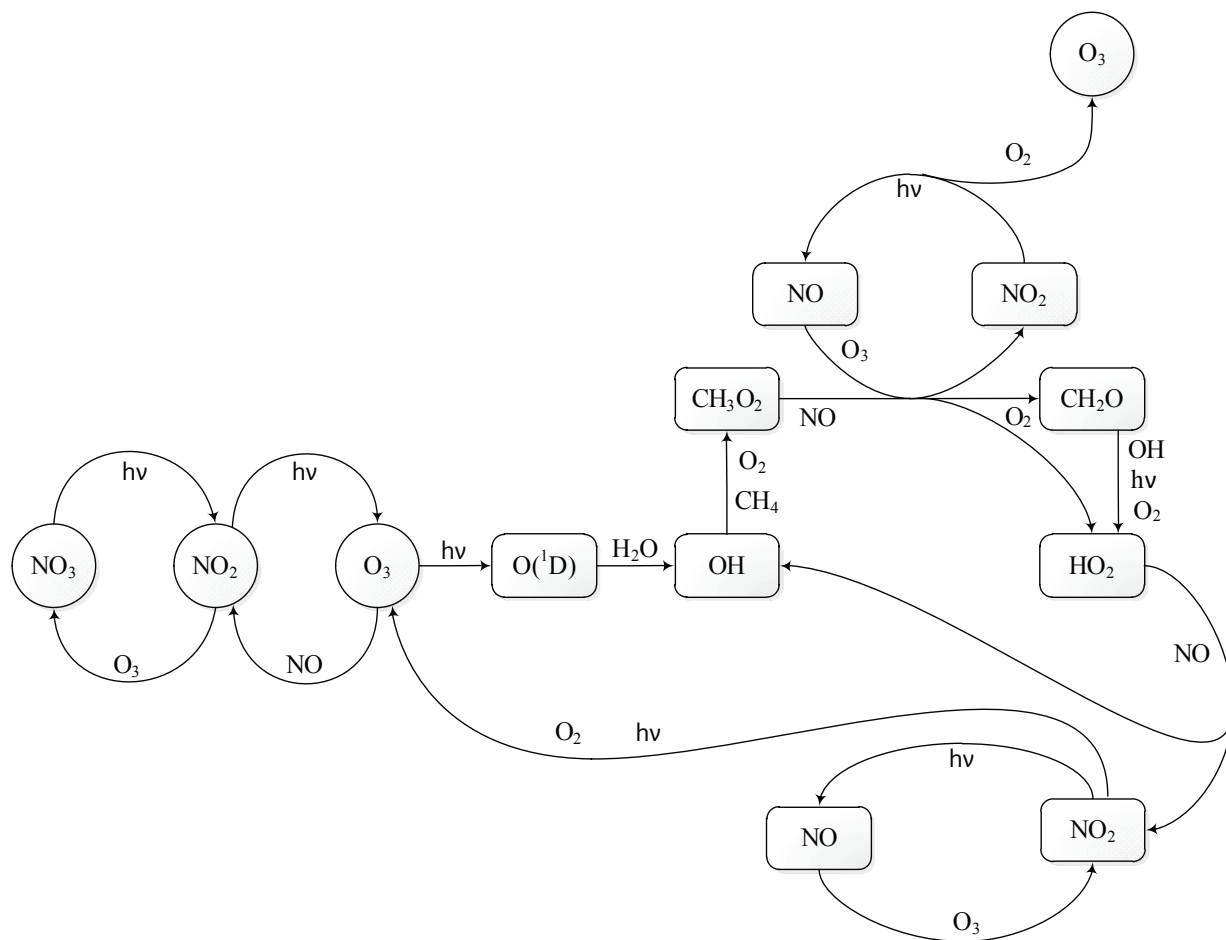 O₃
O₂
hν
NO
NO₂
O₃
CH₃O₂
NO
O₂
CH₂O
O₂
CH₄
OH
hν
O₂
hν
hν
NO₃
NO₂
O₃
hν
O(¹D)
H₂O
OH
HO₂
O₃
NO
NO
O₂
hν
hν
NO
NO₂
O₃